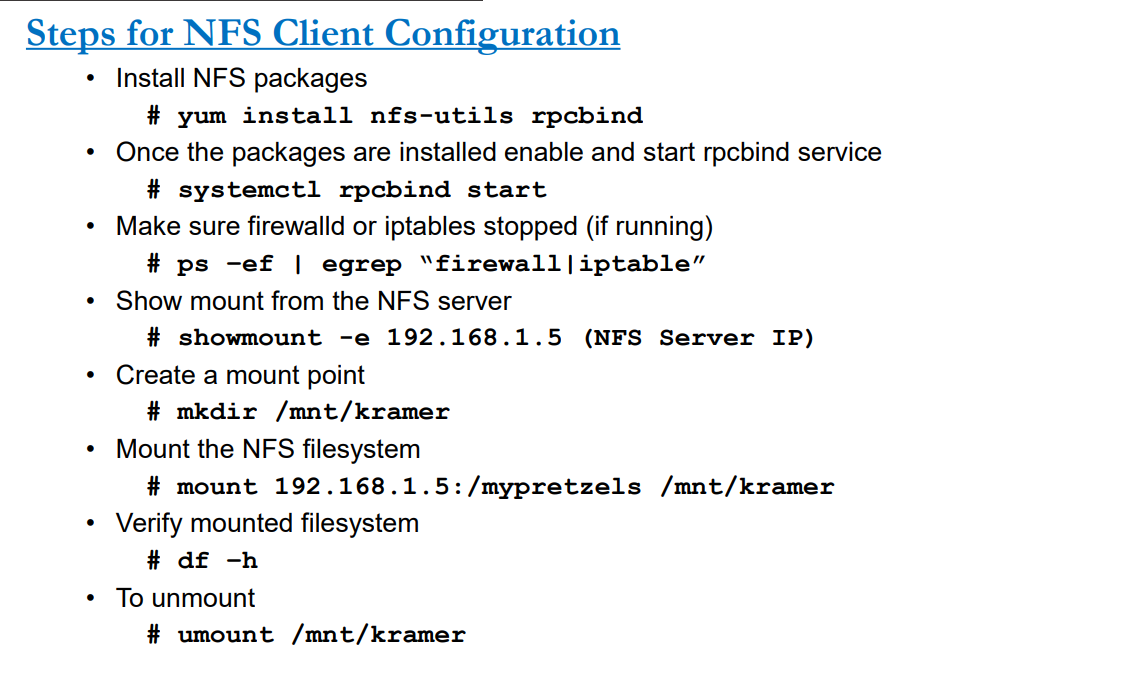 Steps for NFS Client Configuration
• Install NFS packages
# yum install nfs-utils rpcbind
• Once the packages are installed enable and start rpcbind service
# systemctl rpcbind start
• Make sure firewalld or iptables stopped (if running)
# ps –ef | egrep “firewall|iptable”
• Show mount from the NFS server
# showmount -e 192.168.1.5 (NFS Server IP)
• Create a mount point
# mkdir /mnt/kramer
• Mount the NFS filesystem
# mount 192.168.1.5:/mypretzels /mnt/kramer
• Verify mounted filesystem
# df –h
• To unmount
# umount /mnt/kramer